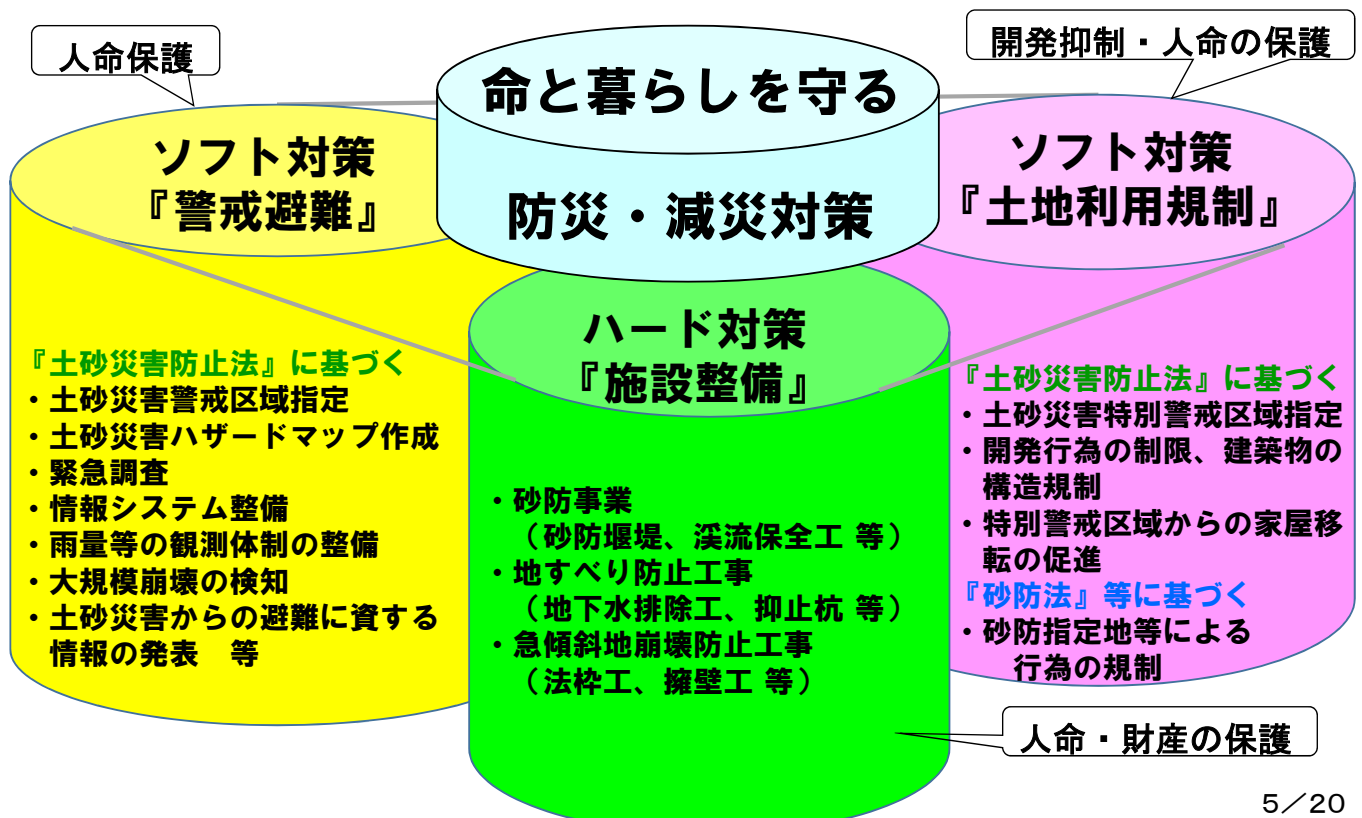 人命保護
開発抑制・人命の保護
命と暮らしを守る
防災・減災対策
ソフト対策
『警戒避難』
『土砂災害防止法』に基づく
・土砂災害警戒区域指定
・土砂災害ハザードマップ作成
・緊急調査
・情報システム整備
・雨量等の観測体制の整備
・大規模崩壊の検知
・土砂災害からの避難に資する
情報の発表　等
ハード対策
『施設整備』
・砂防事業
（砂防堰堤、渓流保全工 等）
・地すべり防止工事
（地下水排除工、抑止杭 等）
・急傾斜地崩壊防止工事
（法枠工、擁壁工 等）
ソフト対策
『土地利用規制』
『土砂災害防止法』に基づく
・土砂災害特別警戒区域指定
・開発行為の制限、建築物の
構造規制
・特別警戒区域からの家屋移
転の促進
『砂防法』等に基づく
・砂防指定地等による
行為の規制
人命・財産の保護
5／20